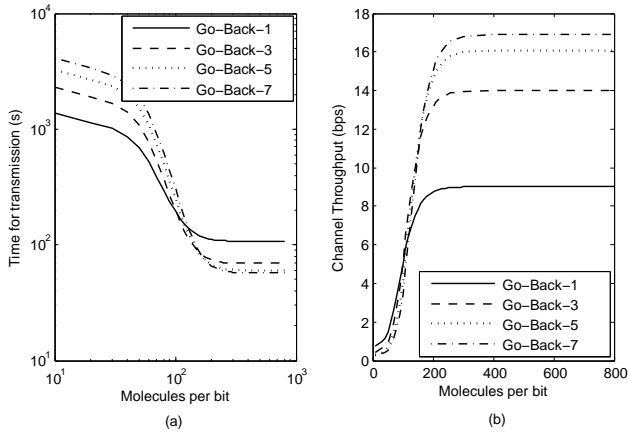 10^4
10^3
10^2
10^1
Time for transmission (s)
Go−Back−1
Go−Back−3
Go−Back−5
Go−Back−7
10^1
10^2
10^3
Molecules per bit
(a)
18
16
14
12
10
8
6
4
2
0
Channel Throughput (bps)
Go−Back−1
Go−Back−3
Go−Back−5
Go−Back−7
0
200
400
600
800
Molecules per bit
(b)